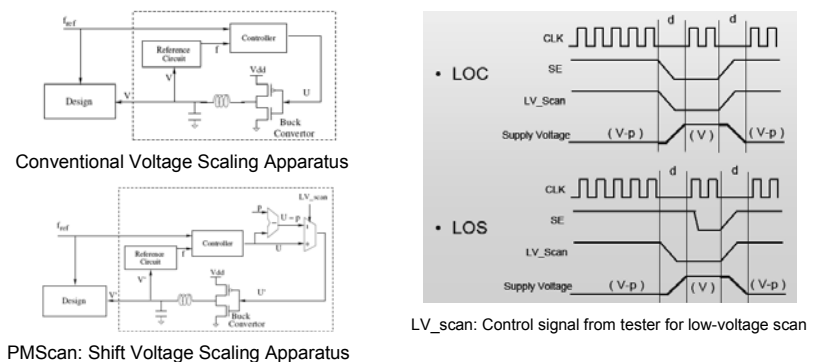 f_ref
Controller
Reference
Circuit
f
V
Vdd
U
Design
V
Buck
Convertor
Conventional Voltage Scaling Apparatus
LV_scan
P
U - p
1
0
f_ref
Controller
U
Reference
Circuit
f
V'
Vdd
U'
Design
V'
Buck
Convertor
PMScan: Shift Voltage Scaling Apparatus
d d
CLK
• LOC
SE
LV_Scan
Supply Voltage ( V-p ) ( V ) ( V-p )
d d
CLK
• LOS
SE
LV_Scan
Supply Voltage ( V-p ) ( V ) ( V-p )
LV_scan: Control signal from tester for low-voltage scan